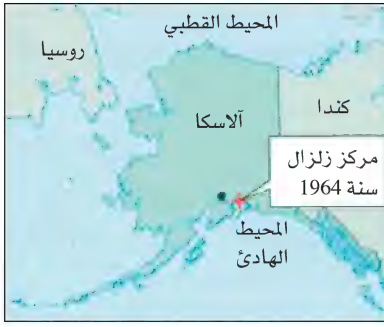 المحيط القطبي
روسيا
كندا
آلاسكا
مركز زلزال
سنة 1964
المحيط
الهادئ